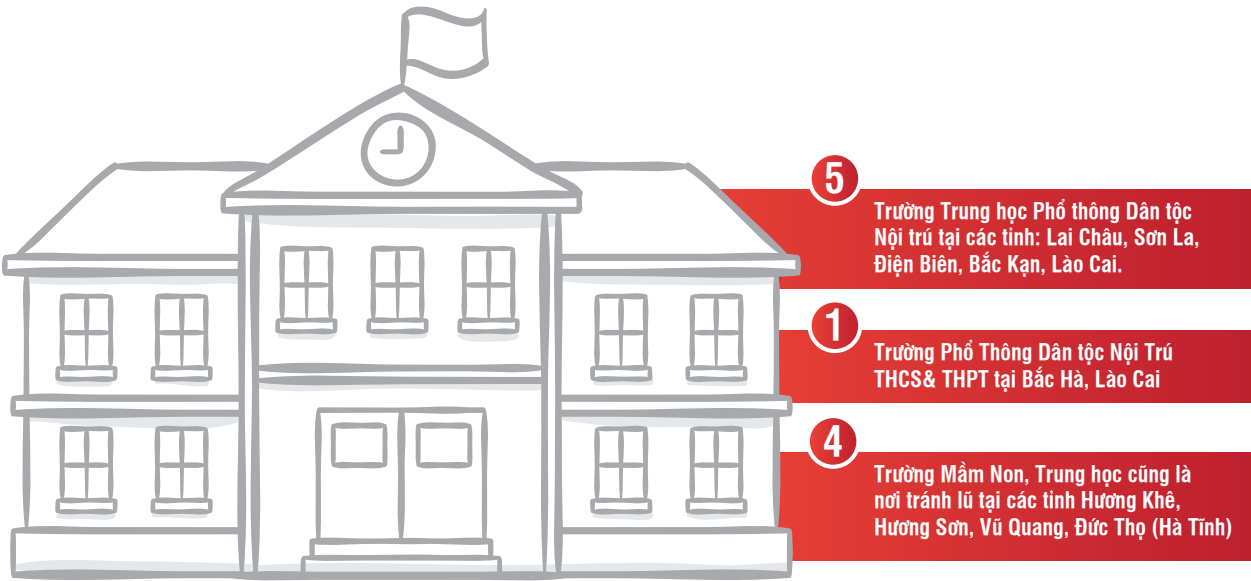 5
Trường Trung học Phổ thông Dân tộc
Nội trú tại các tỉnh: Lai Châu, Sơn La,
Điện Biên, Bắc Kạn, Lào Cai.
1
Trường Phổ Thông Dân tộc Nội Trú
THCS& THPT tại Bắc Hà, Lào Cai
4
Trường Mầm Non, Trung học cũng là
nơi tránh lũ tại các tỉnh Hương Khê,
Hương Sơn, Vũ Quang, Đức Thọ (Hà Tĩnh)